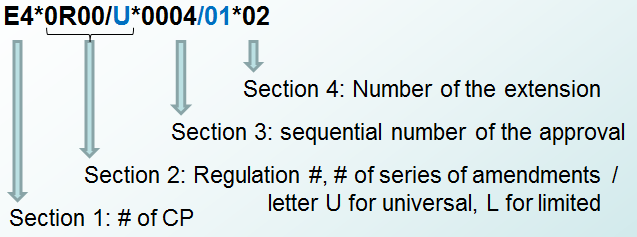 E4*0R00/U*0004/01*02
Section 4: Number of the extension
Section 3: sequential number of the approval
Section 2: Regulation #, # of series of amendments /
letter U for universal, L for limited
Section 1: # of CP